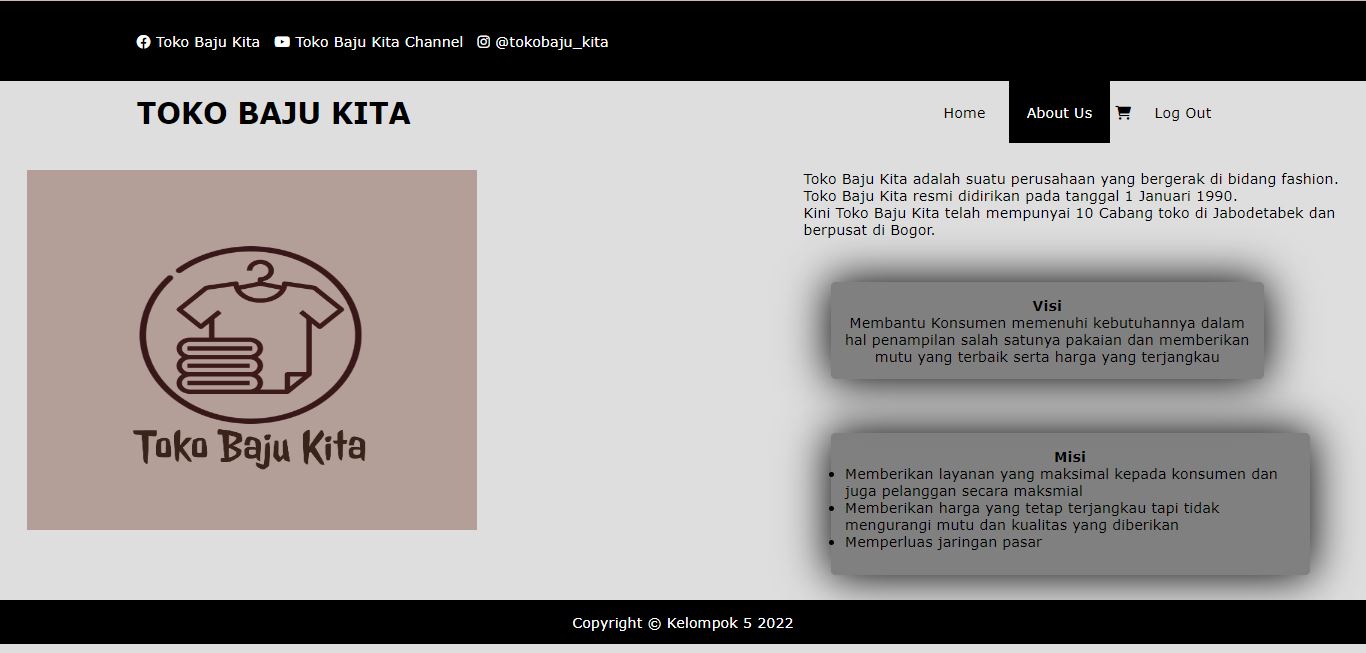 Toko Baju Kita Toko Baju Kita Channel @tokobaju_kita
TOKO BAJU KITA
Home About Us Log Out
Toko Baju Kita
Toko Baju Kita adalah suatu perusahaan yang bergerak di bidang fashion.
Toko Baju Kita resmi didirikan pada tanggal 1 Januari 1990.
Kini Toko Baju Kita telah mempunyai 10 Cabang toko di Jabodetabek dan
berpusat di Bogor.
Visi
Membantu Konsumen memenuhi kebutuhannya dalam
hal penampilan salah satunya pakaian dan memberikan
mutu yang terbaik serta harga yang terjangkau
Misi
• Memberikan layanan yang maksimal kepada konsumen dan
juga pelanggan secara maksmial
• Memberikan harga yang tetap terjangkau tapi tidak
mengurangi mutu dan kualitas yang diberikan
• Memperluas jaringan pasar
Copyright © Kelompok 5 2022